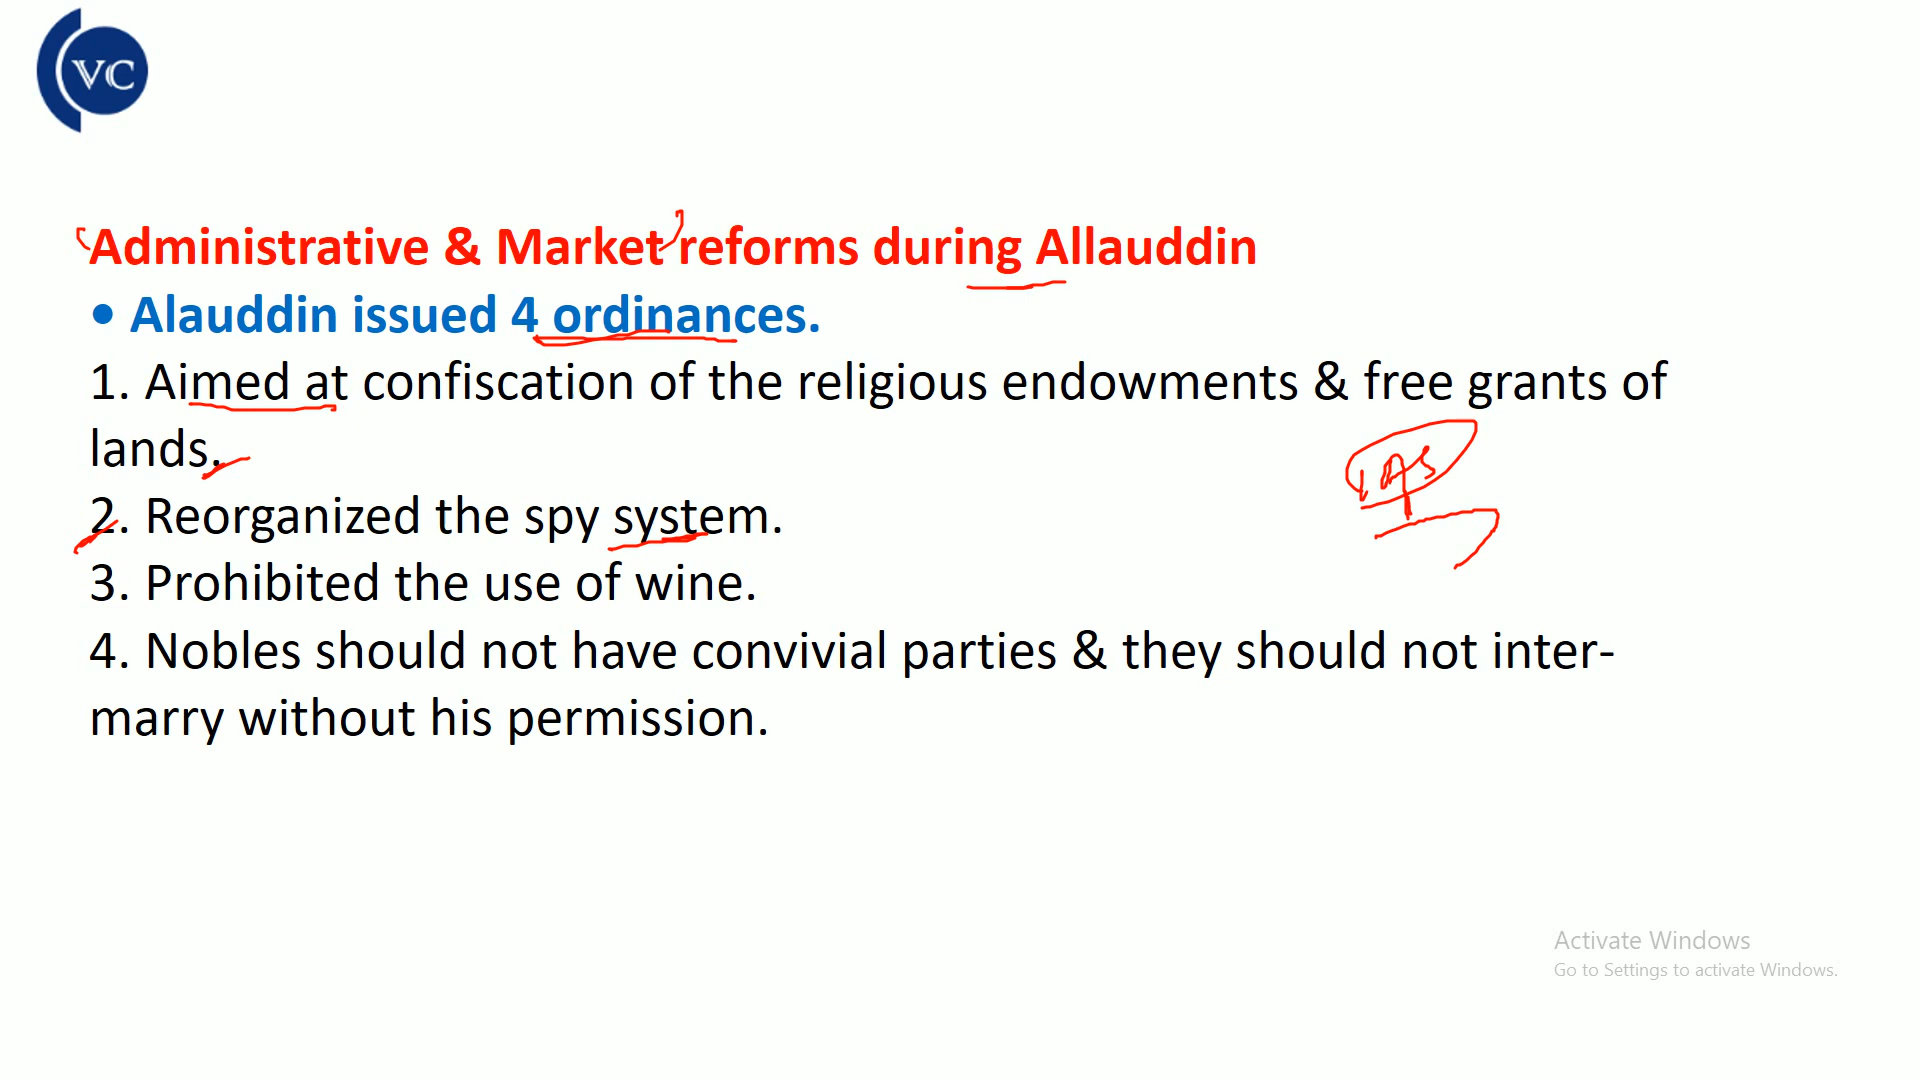 VC
Administrative & Market reforms during Allauddin
• Alauddin issued 4 ordinances.
1. Aimed at confiscation of the religious endowments & free grants of
lands.
IAS
2. Reorganized the spy system.
3. Prohibited the use of wine.
4. Nobles should not have convivial parties & they should not inter-
marry without his permission.
Activate Windows
Go to Settings to activate Windows.